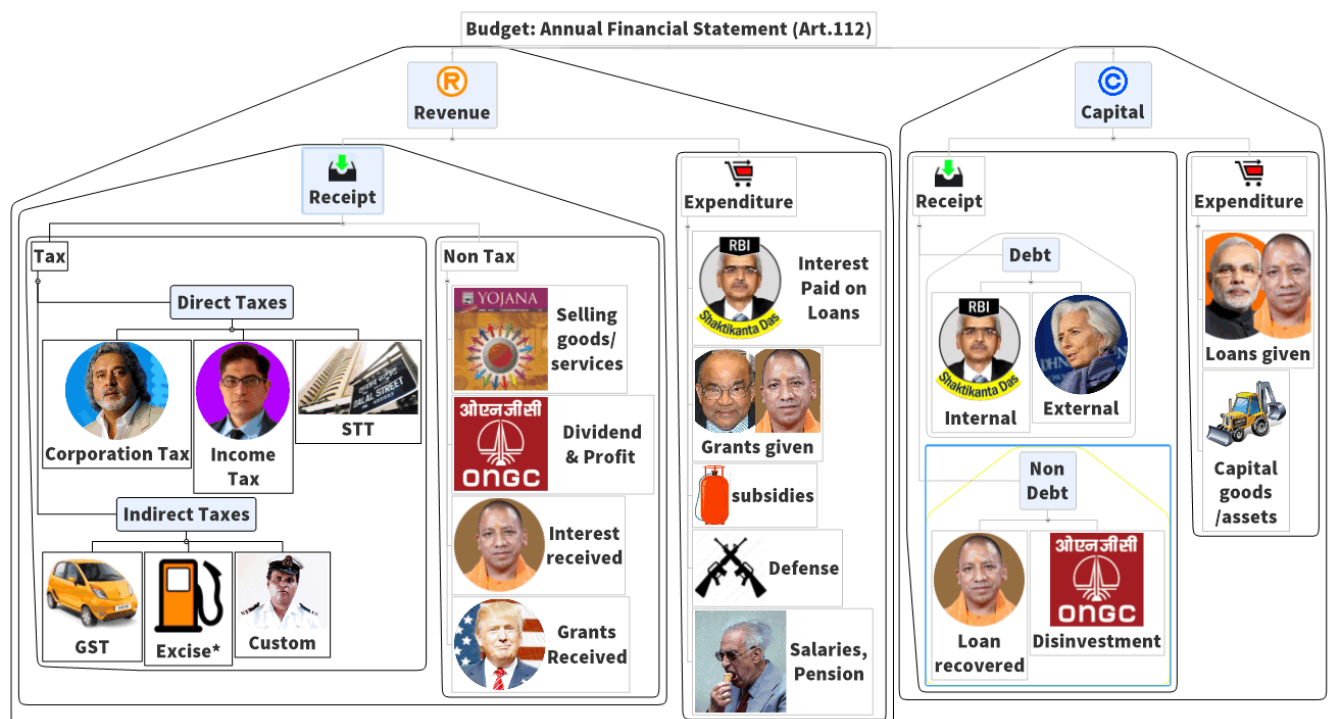 Budget: Annual Financial Statement (Art.112)
®
Revenue
Receipt
Tax
Direct Taxes
Corporation Tax
Income
Tax
DALAL STREET
STT
Indirect Taxes
GST
Excise*
Custom
Non Tax
YOJANA
Selling
goods/
services
ओएनजीसी
ONGC
Dividend
& Profit
Interest
received
Grants
Received
Expenditure
RBI
Shaktikanta Das
Interest
Paid on
Loans
Grants given
subsidies
Defense
Salaries,
Pension
©
Capital
Receipt
Debt
RBI
Shaktikanta Das
Internal
External
Non
Debt
Loan
recovered
ओएनजीसी
ONGC
Disinvestment
Expenditure
Loans given
Capital
goods
/assets